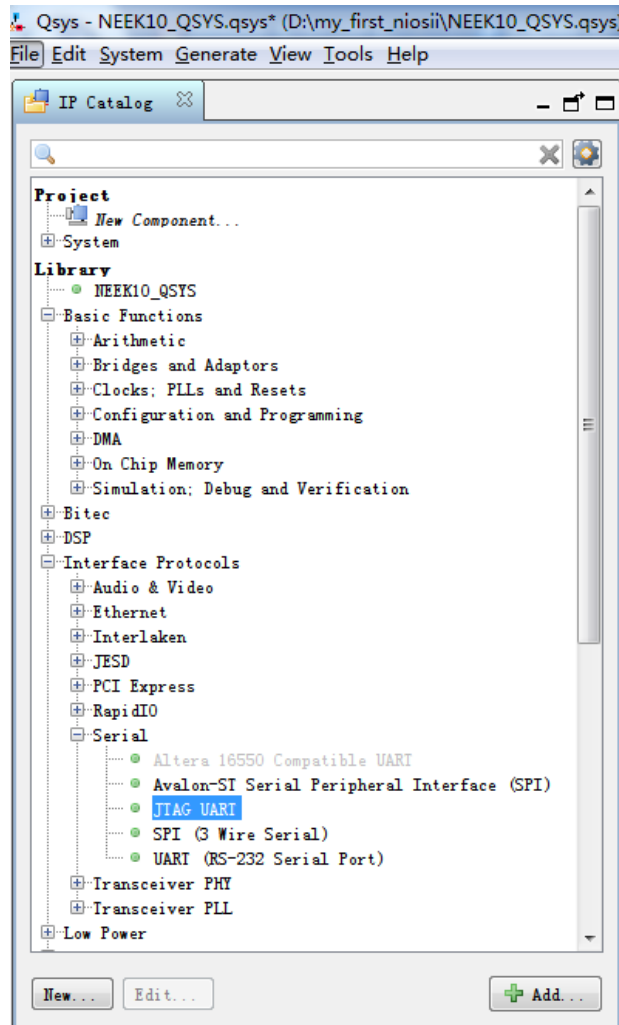 Qsys - NEEK10_QSYS.qsys* (D:\my_first_niosii\NEEK10_QSYS.qsys)
File Edit System Generate View Tools Help
IP Catalog
Project
New Component...
System
Library
NEEK10_QSYS
Basic Functions
Arithmetic
Bridges and Adaptors
Clocks; PLLs and Resets
Configuration and Programming
DMA
On Chip Memory
Simulation; Debug and Verification
Bitec
DSP
Interface Protocols
Audio & Video
Ethernet
Interlaken
JESD
PCI Express
RapidIO
Serial
Altera 16550 Compatible UART
Avalon-ST Serial Peripheral Interface (SPI)
JTAG UART
SPI (3 Wire Serial)
UART (RS-232 Serial Port)
Transceiver PHY
Transceiver PLL
Low Power
New... Edit... Add...